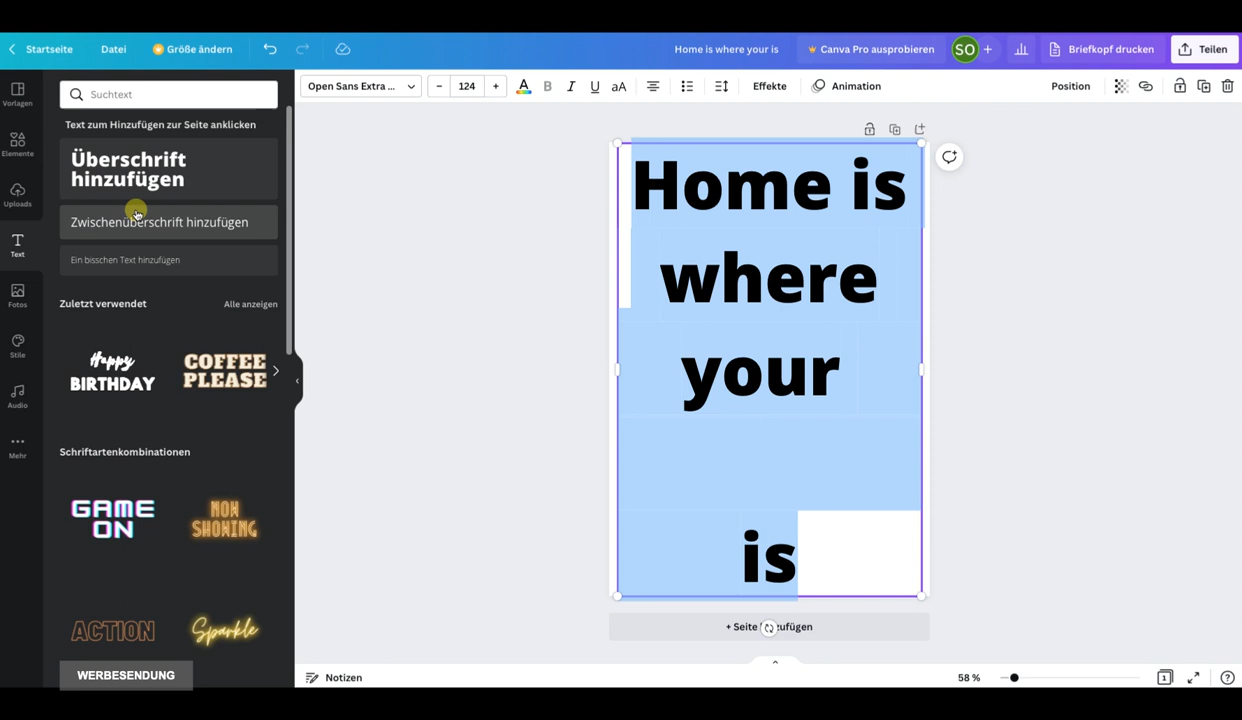 Startseite
Datei
Größe ändern
Home is where your is
Canva Pro ausprobieren
SO
+
Briefkopf drucken
Teilen
Open Sans Extra ...
− 124 +
A B I U aA
Effekte
Animation
Position
Vorlagen
Elemente
Uploads
Text
Fotos
Stile
Audio
Mehr
Suchtext
Text zum Hinzufügen zur Seite anklicken
Überschrift
hinzufügen
Zwischenüberschrift hinzufügen
Ein bisschen Text hinzufügen
Zuletzt verwendet
Alle anzeigen
Happy
BIRTHDAY
COFFEE
PLEASE
Schriftartenkombinationen
GAME
ON
NOW
SHOWING
ACTION
Sparkle
WERBESENDUNG
Home is
where
your
is
Notizen
58 %
1
?